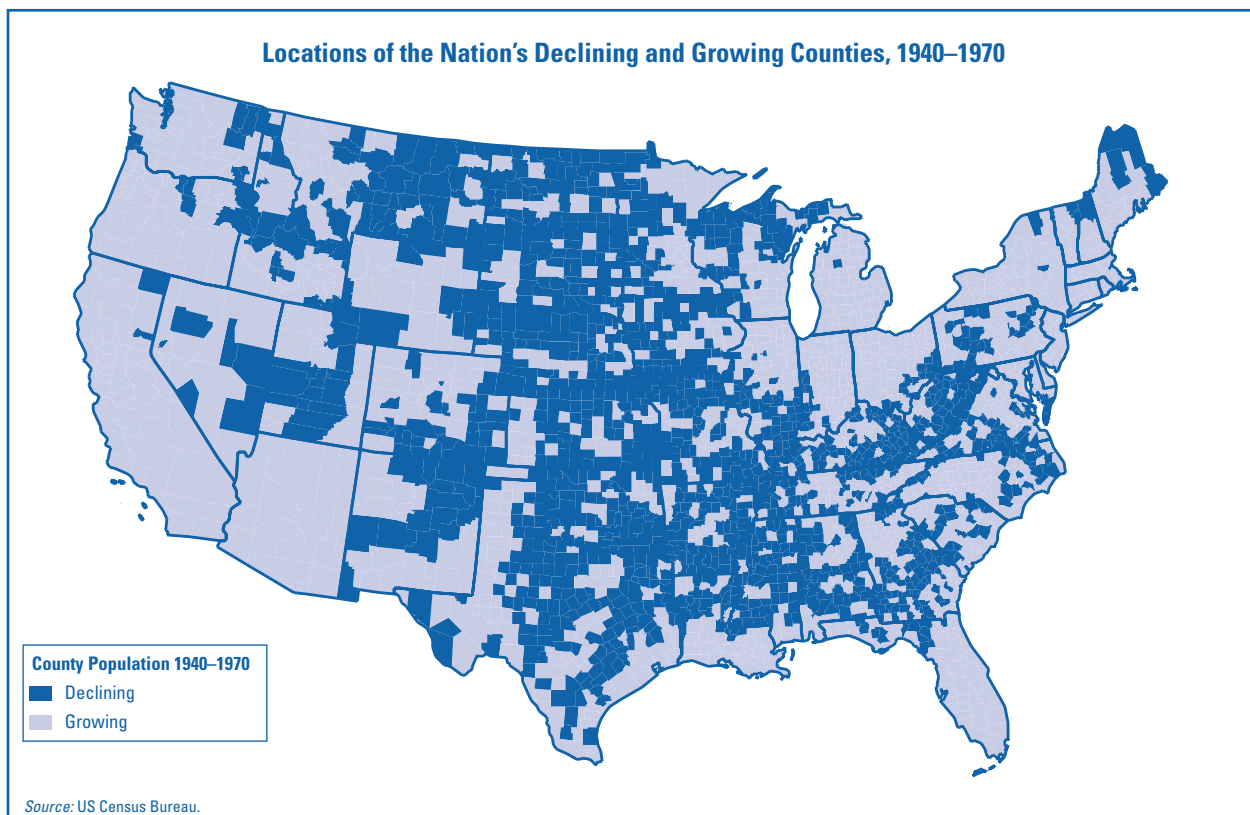 Locations of the Nation's Declining and Growing Counties, 1940–1970
County Population 1940–1970
Declining
Growing
Source: US Census Bureau.